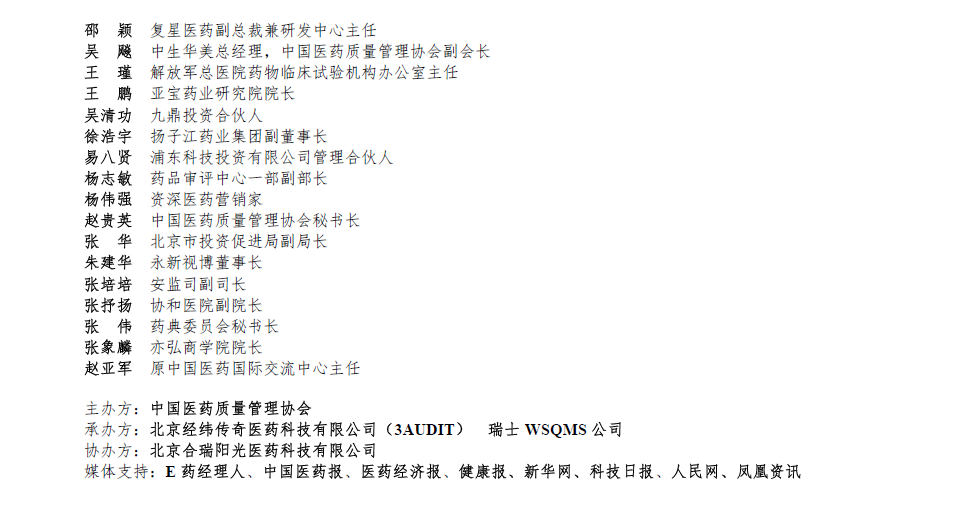 邵　颖　复星医药副总裁兼研发中心主任
吴　飚　中生华美总经理，中国医药质量管理协会副会长
王　瑾　解放军总医院药物临床试验机构办公室主任
王　鹏　亚宝药业研究院院长
吴清功　九鼎投资合伙人
徐浩宇　扬子江药业集团副董事长
易八贤　浦东科技投资有限公司管理合伙人
杨志敏　药品审评中心一部副部长
杨伟强　资深医药营销家
赵贵英　中国医药质量管理协会秘书长
张　华　北京市投资促进局副局长
朱建华　永新视博董事长
张培培　安监司副司长
张抒扬　协和医院副院长
张　伟　药典委员会秘书长
张象麟　亦弘商学院院长
赵亚军　原中国医药国际交流中心主任
主办方：中国医药质量管理协会
承办方：北京经纬传奇医药科技有限公司（3AUDIT）　瑞士 WSQMS 公司
协办方：北京合瑞阳光医药科技有限公司
媒体支持：E 药经理人、中国医药报、医药经济报、健康报、新华网、科技日报、人民网、凤凰资讯